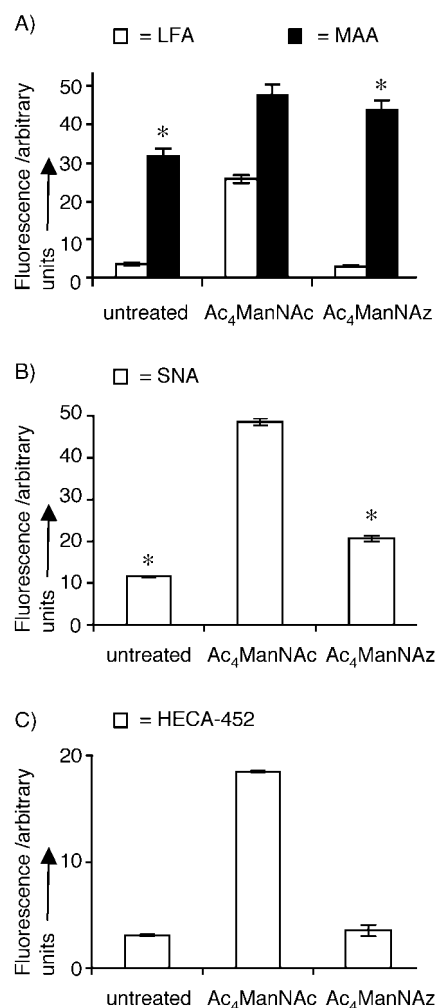 A)
= LFA = MAA
Fluorescence /arbitrary
units
50
40
30
20
10
0
*
*
untreated Ac₄ManNAc Ac₄ManNAz
B)
= SNA
Fluorescence /arbitrary
units
50
40
30
20
10
0
*
*
untreated Ac₄ManNAc Ac₄ManNAz
C)
= HECA-452
Fluorescence /arbitrary
units
20
10
0
untreated Ac₄ManNAc Ac₄ManNAz